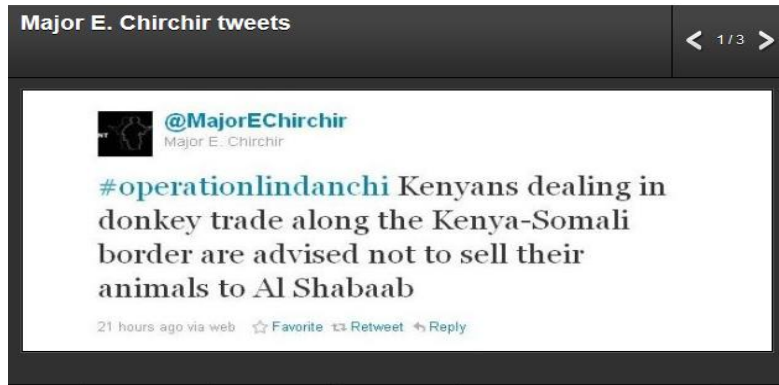 Major E. Chirchir tweets
1/3
@MajorEChirchir
Major E. Chirchir
#operationlindanchi Kenyans dealing in
donkey trade along the Kenya-Somali
border are advised not to sell their
animals to Al Shabaab
21 hours ago via web Favorite Retweet Reply